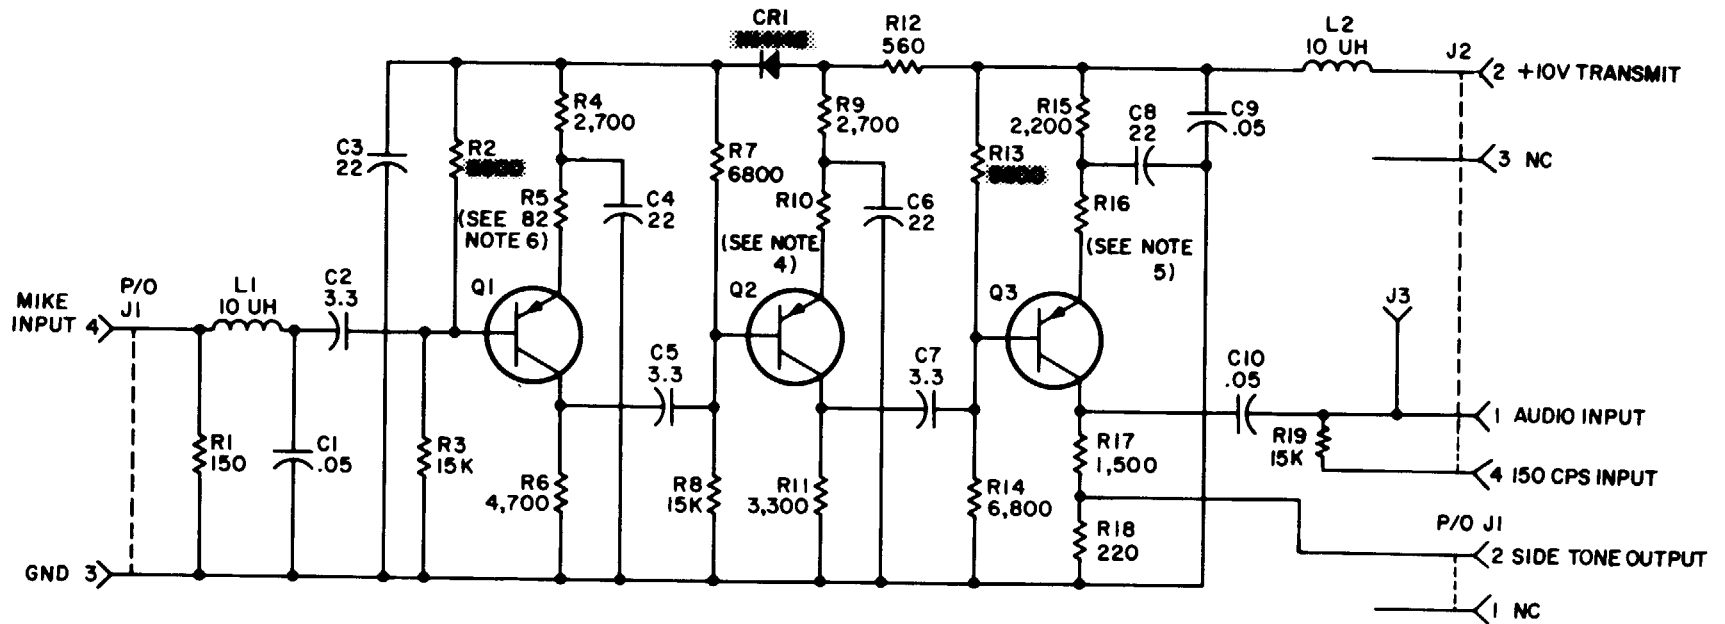 CR1
R12
560
L2
10 UH
J2
2 +10V TRANSMIT
R4
2,700
R9
2,700
R15
2,200
C8
22
C9
.05
C3
22
R2
R7
6800
R13
3 NC
R5
(SEE 82
NOTE 6)
C4
22
R10
(SEE NOTE
4)
C6
22
R16
(SEE NOTE
5)
MIKE
INPUT 4
P/O
J1
L1
10 UH
C2
3.3
Q1
Q2
Q3
J3
C5
3.3
C7
3.3
C10
.05
1 AUDIO INPUT
R1
150
C1
.05
R3
15K
R6
4,700
R8
15K
R11
3,300
R14
6,800
R17
1,500
R19
15K
4 150 CPS INPUT
R18
220
P/O J1
2 SIDE TONE OUTPUT
GND 3
1 NC